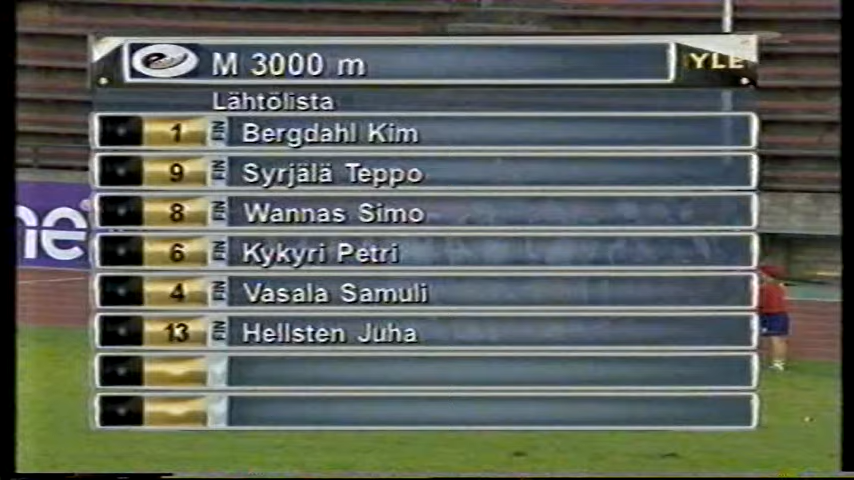 M 3000 m YLE
Lähtölista
1 FIN Bergdahl Kim
9 FIN Syrjälä Teppo
8 FIN Wannas Simo
6 FIN Kykyri Petri
4 FIN Vasala Samuli
13 FIN Hellsten Juha
ne